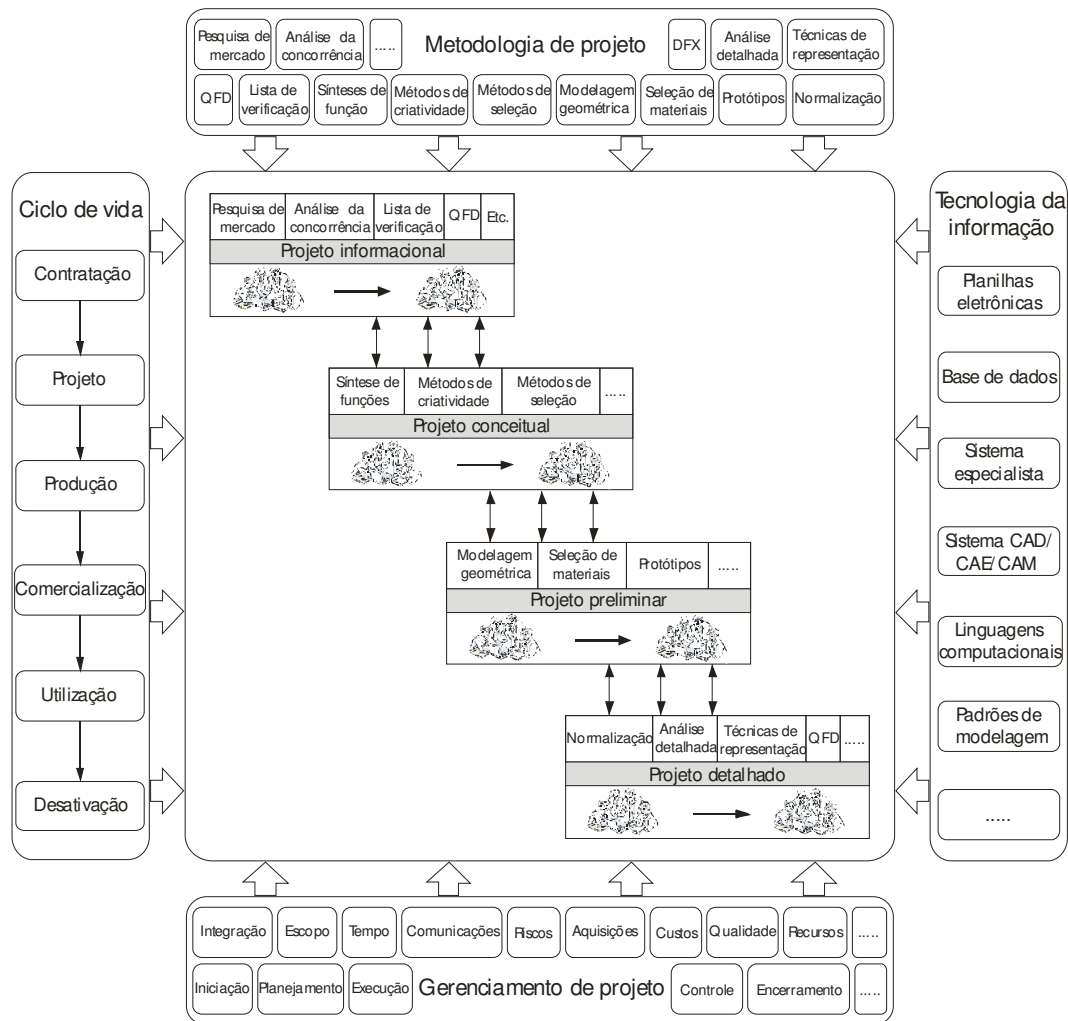 Pesquisa de
mercado
Análise da
concorrência
.....
Metodologia de projeto
DFX
Análise
detalhada
Técnicas de
representação
QFD
Lista de
verificação
Sínteses de
função
Métodos de
criatividade
Métodos de
seleção
Modelagem
geométrica
Seleção de
materiais
Protótipos
Normalização
Ciclo de vida
Contratação
Projeto
Produção
Comercialização
Utilização
Desativação
Pesquisa de
mercado
Análise da
concorrência
Lista de
verificação
QFD
Etc.
Projeto informacional
Síntese de
funções
Métodos de
criatividade
Métodos de
seleção
.....
Projeto conceitual
Modelagem
geométrica
Seleção de
materiais
Protótipos
.....
Projeto preliminar
Normalização
Análise
detalhada
Técnicas de
representação
QFD
.....
Projeto detalhado
Tecnologia da
informação
Planilhas
eletrônicas
Base de dados
Sistema
especialista
Sistema CAD/
CAE/CAM
Linguagens
computacionais
Padrões de
modelagem
.....
Integração
Escopo
Tempo
Comunicações
Riscos
Aquisições
Custos
Qualidade
Recursos
.....
Iniciação
Planejamento
Execução
Gerenciamento de projeto
Controle
Encerramento
.....